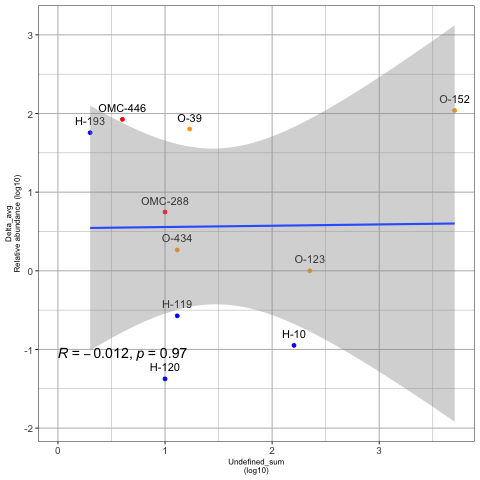 Delta_avg
Relative abundance (log10)
3
2
1
0
-1
-2
O-152
OMC-446
O-39
H-193
OMC-288
O-434
O-123
H-119
H-10
R = −0.012, p = 0.97
H-120
0 1 2 3
Undefined_sum
(log10)